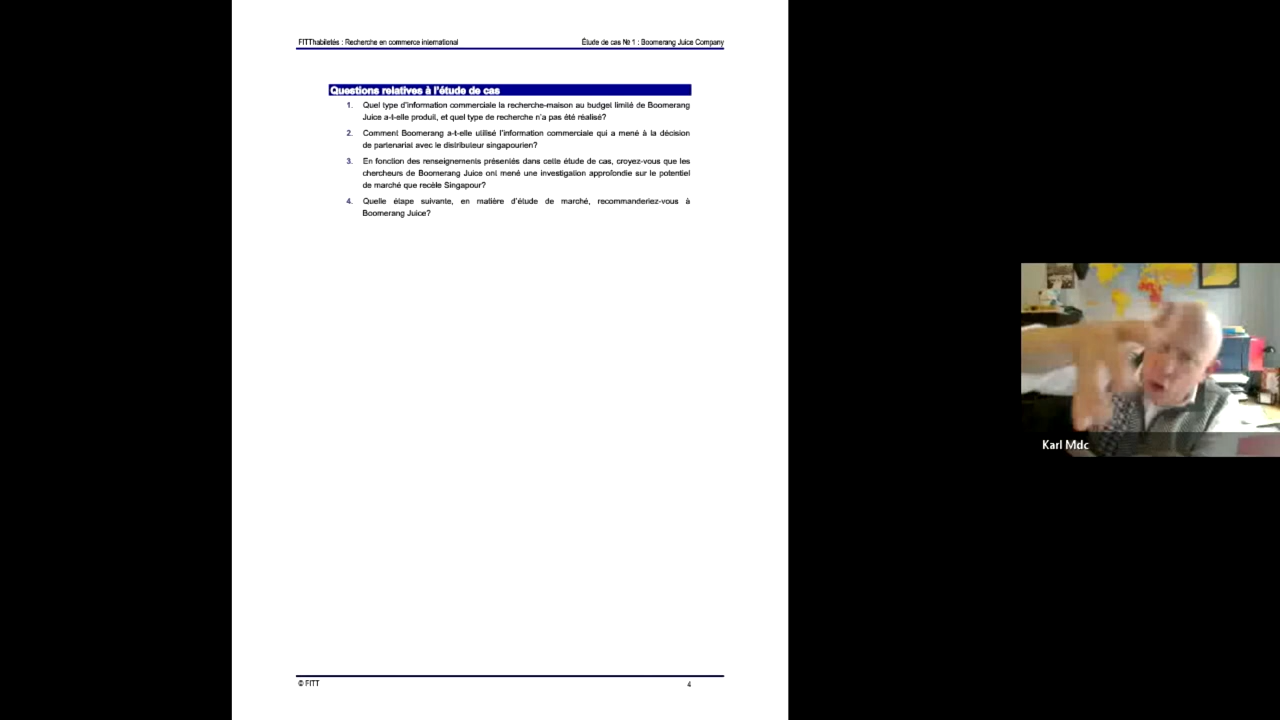 FITThabiletés : Recherche en commerce international Étude de cas № 1 : Boomerang Juice Company
Questions relatives à l'étude de cas
1. Quel type d'information commerciale la recherche-maison au budget limité de Boomerang
Juice a-t-elle produit, et quel type de recherche n'a pas été réalisé?
2. Comment Boomerang a-t-elle utilisé l'information commerciale qui a mené à la décision
de partenariat avec le distributeur singapourien?
3. En fonction des renseignements présentés dans cette étude de cas, croyez-vous que les
chercheurs de Boomerang Juice ont mené une investigation approfondie sur le potentiel
de marché que recèle Singapour?
4. Quelle étape suivante, en matière d'étude de marché, recommanderiez-vous à
Boomerang Juice?
Karl Mdc
© FITT 4